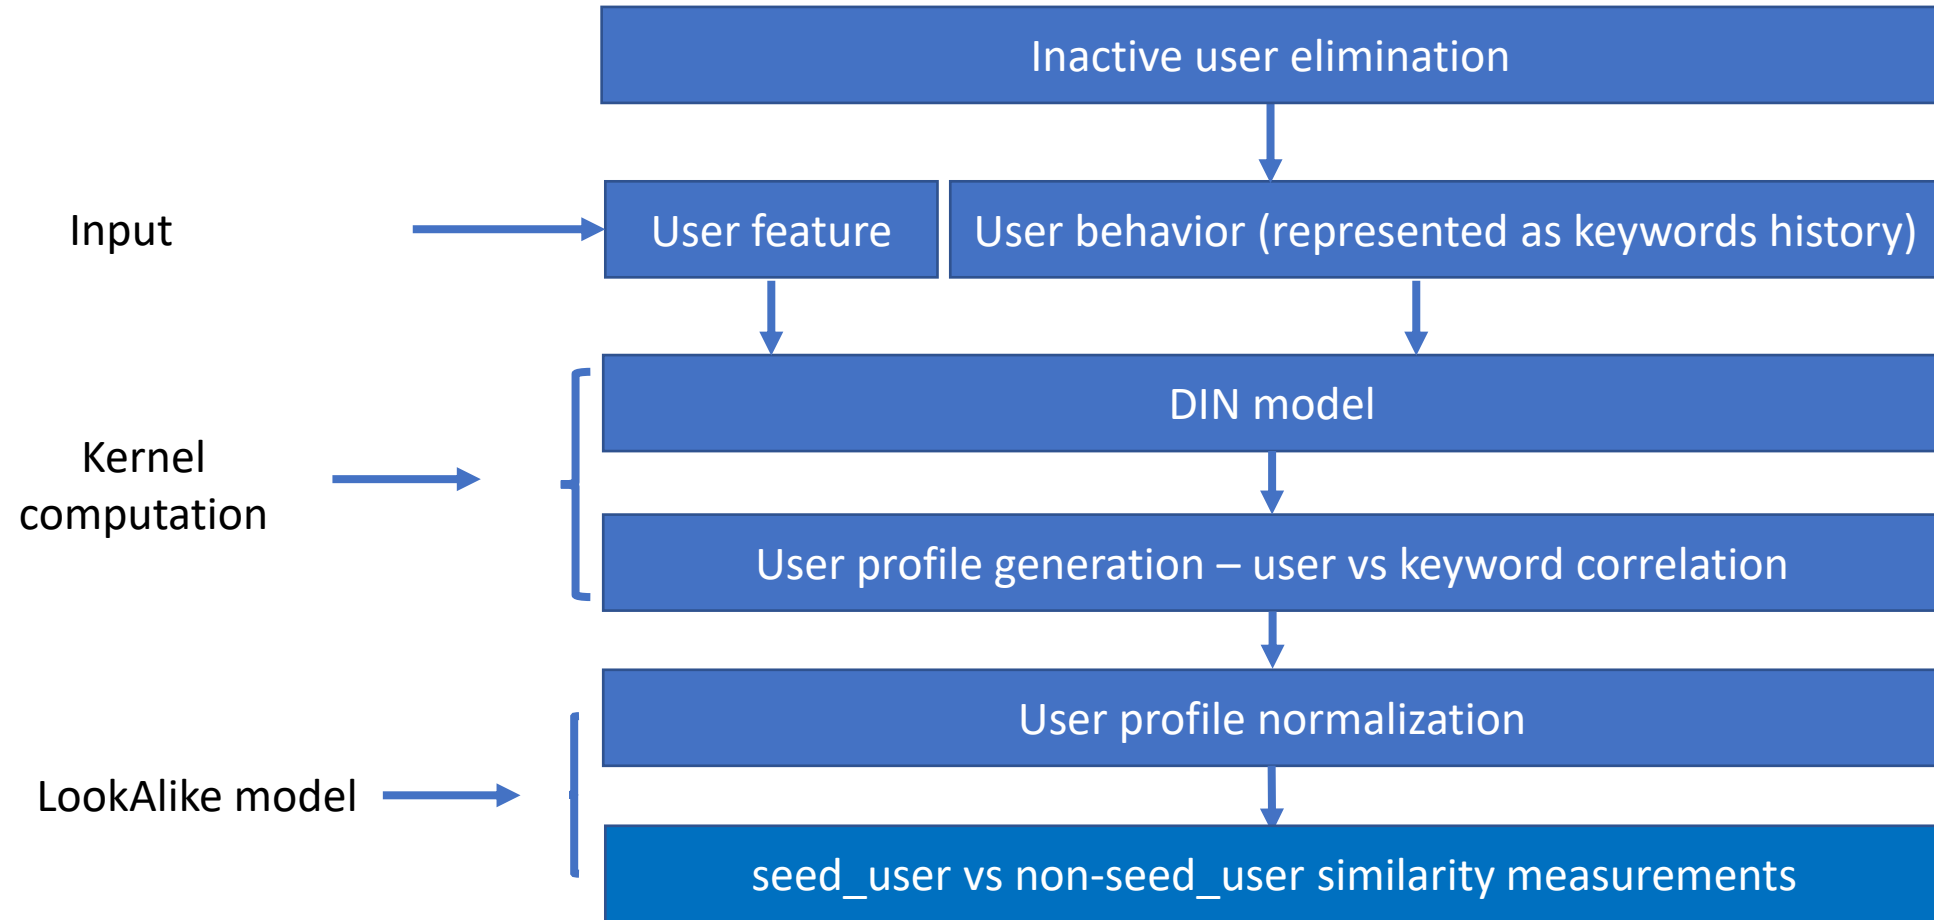 Inactive user elimination
Input
User feature
User behavior (represented as keywords history)
DIN model
Kernel
computation
User profile generation – user vs keyword correlation
User profile normalization
LookAlike model
seed_user vs non-seed_user similarity measurements